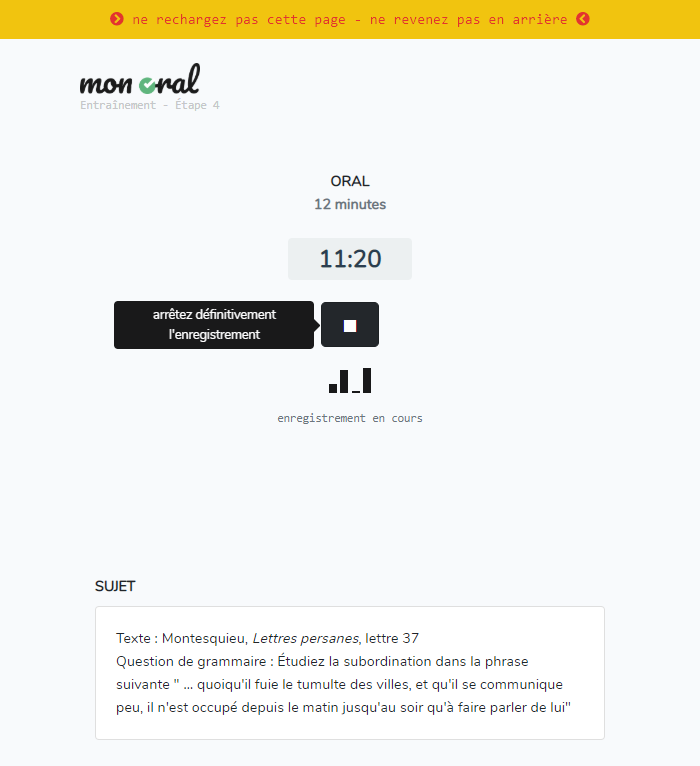 ne rechargez pas cette page - ne revenez pas en arrière
mon oral
Entraînement - Étape 4
ORAL
12 minutes
11:20
arrêtez définitivement
l'enregistrement
enregistrement en cours
SUJET
Texte : Montesquieu, Lettres persanes, lettre 37
Question de grammaire : Étudiez la subordination dans la phrase
suivante " ... quoiqu'il fuie le tumulte des villes, et qu'il se communique
peu, il n'est occupé depuis le matin jusqu'au soir qu'à faire parler de lui"